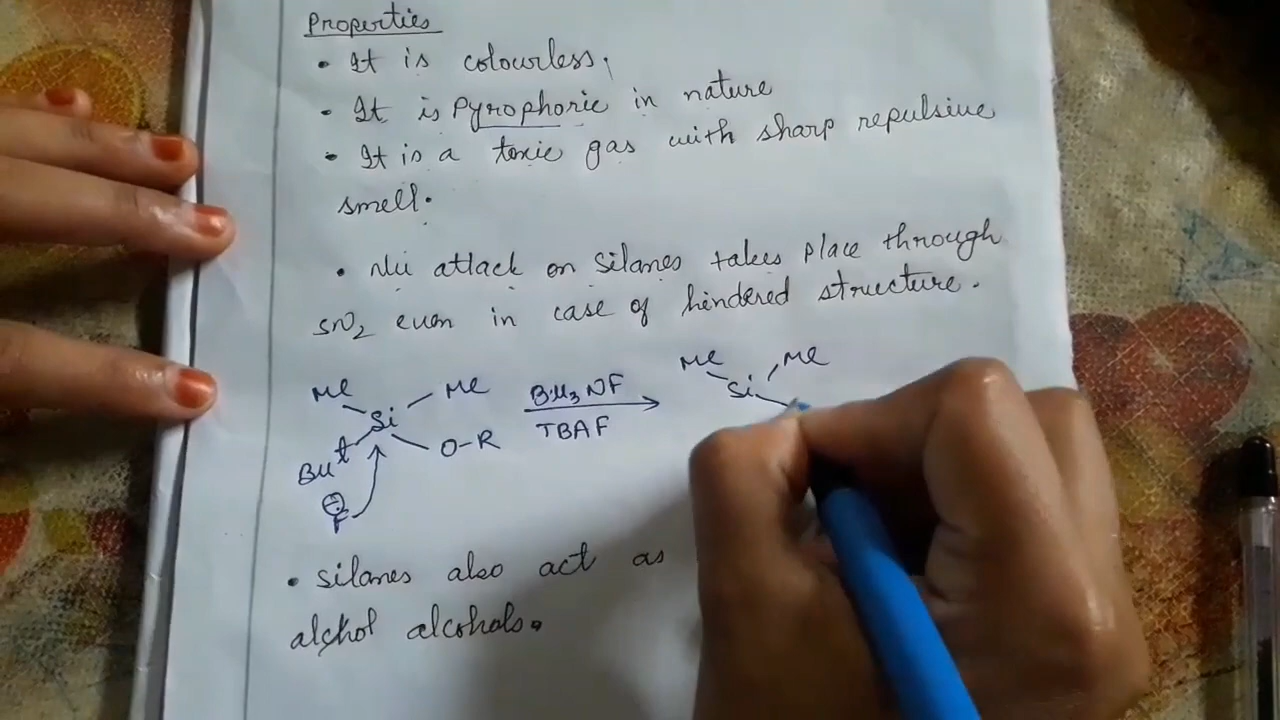 Properties
• It is colourless.
• It is Pyrophoric in nature
• It is a toxic gas with sharp repulsive
smell.
• Nu attack on Silanes takes place through
SN2 even in case of hindered structure.
Me Me
Si
But O-R
⊖
F
Bu3NF
TBAF
Me Me
Si
• Silanes also act as
alchol alcohols.